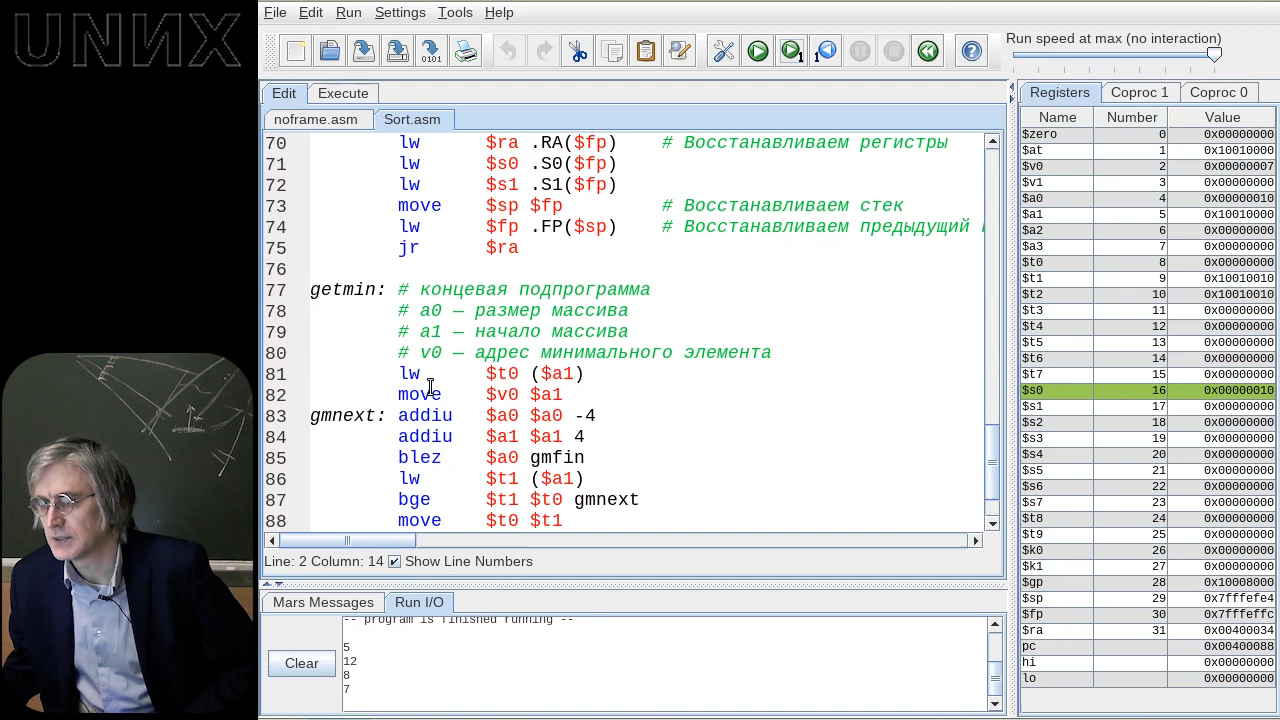 UNИX
File Edit Run Settings Tools Help
Run speed at max (no interaction)
Edit Execute
noframe.asm Sort.asm
70 lw $ra .RA($fp) # Восстанавливаем регистры
71 lw $s0 .S0($fp)
72 lw $s1 .S1($fp)
73 move $sp $fp # Восстанавливаем стек
74 lw $fp .FP($sp) # Восстанавливаем предыдущий
75 jr $ra
76
77 getmin: # концевая подпрограмма
78 # a0 — размер массива
79 # a1 — начало массива
80 # v0 — адрес минимального элемента
81 lw $t0 ($a1)
82 move $v0 $a1
83 gmnext: addiu $a0 $a0 -4
84 addiu $a1 $a1 4
85 blez $a0 gmfin
86 lw $t1 ($a1)
87 bge $t1 $t0 gmnext
88 move $t0 $t1
Line: 2 Column: 14 Show Line Numbers
Mars Messages Run I/O
Clear
-- program is finished running --
5
12
8
7
Registers Coproc 1 Coproc 0
Name Number Value
$zero 0 0x00000000
$at 1 0x10010000
$v0 2 0x00000007
$v1 3 0x00000000
$a0 4 0x00000010
$a1 5 0x10010000
$a2 6 0x00000000
$a3 7 0x00000000
$t0 8 0x00000000
$t1 9 0x10010010
$t2 10 0x10010010
$t3 11 0x00000000
$t4 12 0x00000000
$t5 13 0x00000000
$t6 14 0x00000000
$t7 15 0x00000000
$s0 16 0x00000010
$s1 17 0x00000000
$s2 18 0x00000000
$s3 19 0x00000000
$s4 20 0x00000000
$s5 21 0x00000000
$s6 22 0x00000000
$s7 23 0x00000000
$t8 24 0x00000000
$t9 25 0x00000000
$k0 26 0x00000000
$k1 27 0x00000000
$gp 28 0x10008000
$sp 29 0x7fffefe4
$fp 30 0x7fffeffc
$ra 31 0x00400034
pc 0x00400088
hi 0x00000000
lo 0x00000000